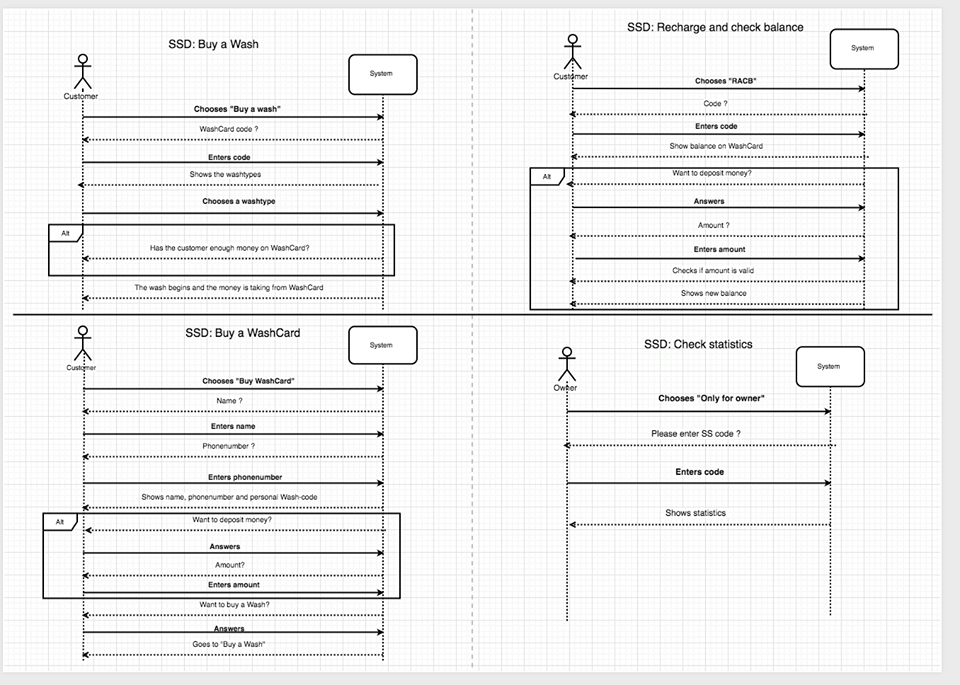 SSD: Buy a Wash
System
Customer
Chooses "Buy a wash"
WashCard code ?
Enters code
Shows the washtypes
Chooses a washtype
Alt
Has the customer enough money on WashCard?
The wash begins and the money is taking from WashCard
SSD: Recharge and check balance
System
Customer
Chooses "RACB"
Code ?
Enters code
Show balance on WashCard
Alt
Want to deposit money?
Answers
Amount ?
Enters amount
Checks if amount is valid
Shows new balance
SSD: Buy a WashCard
System
Customer
Chooses "Buy WashCard"
Name ?
Enters name
Phonenumber ?
Enters phonenumber
Shows name, phonenumber and personal Wash-code
Alt
Want to deposit money?
Answers
Amount?
Enters amount
Want to buy a Wash?
Answers
Goes to "Buy a Wash"
SSD: Check statistics
System
Owner
Chooses "Only for owner"
Please enter SS code ?
Enters code
Shows statistics